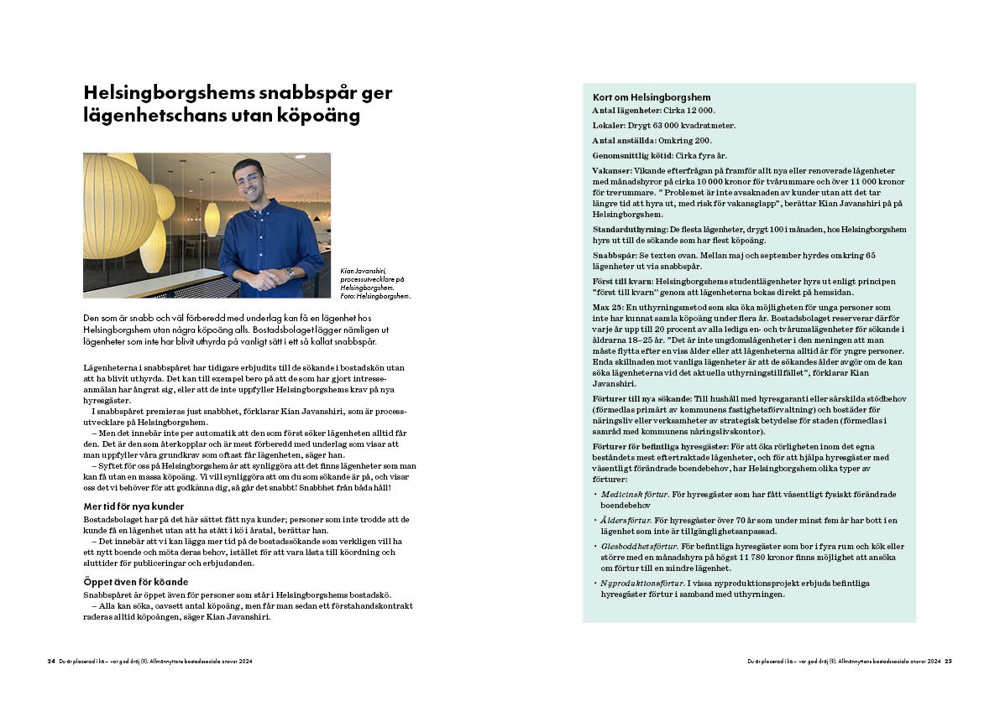 Helsingborgshems snabbspår ger
lägenhetschans utan köpoäng
Kian Javanshiri,
processutvecklare på
Helsingborgshem.
Foto: Helsingborgshem.
Den som är snabb och väl förberedd med underlag kan få en lägenhet hos
Helsingborgshem utan några köpoäng alls. Bostadsbolaget lägger nämligen ut
lägenheter som inte har blivit uthyrda på vanligt sätt i ett så kallat snabbspår.
Lägenheterna i snabbspåret har tidigare erbjudits till de sökande i bostadskön utan
att ha blivit uthyrda. Det kan till exempel bero på att de som har gjort intresse-
anmälan har ångrat sig, eller att de inte uppfyller Helsingborgshems krav på nya
hyresgäster.
I snabbspåret premieras just snabbhet, förklarar Kian Javanshiri, som är process-
utvecklare på Helsingborgshem.
– Men det innebär inte per automatik att den som först söker lägenheten alltid får
den. Det är den som återkopplar och är mest förberedd med underlag som visar att
man uppfyller våra grundkrav som oftast får lägenheten, säger han.
– Syftet för oss på Helsingborgshem är att synliggöra att det finns lägenheter som man
kan få utan en massa köpoäng. Vi vill synliggöra att om du som sökande är på, och visar
oss det vi behöver för att godkänna dig, så går det snabbt! Snabbhet från båda håll!
Mer tid för nya kunder
Bostadsbolaget har på det här sättet fått nya kunder; personer som inte trodde att de
kunde få en lägenhet utan att ha stått i kö i åratal, berättar han.
– Det innebär att vi kan lägga mer tid på de bostadssökande som verkligen vill ha
ett nytt boende och möta deras behov, istället för att vara låsta till köordning och
sluttider för publiceringar och erbjudanden.
Öppet även för köande
Snabbspåret är öppet även för personer som står i Helsingborgshems bostadskö.
– Alla kan söka, oavsett antal köpoäng, men får man sedan ett förstahandskontrakt
raderas alltid köpoängen, säger Kian Javanshiri.
24 Du är placerad i kö – var god dröj (9). Allmännyttans bostadssociala ansvar 2024
Kort om Helsingborgshem
Antal lägenheter: Cirka 12 000.
Lokaler: Drygt 63 000 kvadratmeter.
Antal anställda: Omkring 200.
Genomsnittlig kötid: Cirka fyra år.
Vakanser: Vikande efterfrågan på framför allt nya eller renoverade lägenheter
med månadshyror på cirka 10 000 kronor för tvårummare och över 11 000 kronor
för trerummare. ” Problemet är inte avsaknaden av kunder utan att det tar
längre tid att hyra ut, med risk för vakansglapp”, berättar Kian Javanshiri på på
Helsingborgshem.
Standarduthyrning: De flesta lägenheter, drygt 100 i månaden, hos Helsingborgshem
hyrs ut till de sökande som har flest köpoäng.
Snabbspår: Se texten ovan. Mellan maj och september hyrdes omkring 65
lägenheter ut via snabbspår.
Först till kvarn: Helsingborgshems studentlägenheter hyrs ut enligt principen
”först till kvarn” genom att lägenheterna bokas direkt på hemsidan.
Max 25: En uthyrningsmetod som ska öka möjligheten för unga personer som
inte har kunnat samla köpoäng under flera år. Bostadsbolaget reserverar därför
varje år upp till 20 procent av alla lediga en- och tvårumslägenheter för sökande i
åldrarna 18–25 år. ”Det är inte ungdomslägenheter i den meningen att man
måste flytta efter en viss ålder eller att lägenheterna alltid är för yngre personer.
Enda skillnaden mot vanliga lägenheter är att de sökandes ålder avgör om de kan
söka lägenheterna vid det aktuella uthyrningstillfället”, förklarar Kian
Javanshiri.
Förturer till nya sökande: Till hushåll med hyresgaranti eller särskilda stödbehov
(förmedlas primärt av kommunens fastighetsförvaltning) och bostäder för
näringsliv eller verksamheter av strategisk betydelse för staden (förmedlas i
samråd med kommunens näringslivskontor).
Förturer för befintliga hyresgäster: För att öka rörligheten inom det egna
beståndets mest eftertraktade lägenheter, och för att hjälpa hyresgäster med
väsentligt förändrade boendebehov, har Helsingborgshem olika typer av
förturer:
• Medicinsk förtur. För hyresgäster som har fått väsentligt fysiskt förändrade
boendebehov
• Åldersförtur. För hyresgäster över 70 år som under minst fem år har bott i en
lägenhet som inte är tillgänglighetsanpassad.
• Glesboddhetsförtur. För befintliga hyresgäster som bor i fyra rum och kök eller
större med en månadshyra på högst 11 780 kronor finns möjlighet att ansöka
om förtur till en mindre lägenhet.
• Nyproduktionsförtur. I vissa nyproduktionsprojekt erbjuds befintliga
hyresgäster förtur i samband med uthyrningen.
Du är placerad i kö – var god dröj (9). Allmännyttans bostadssociala ansvar 2024 25